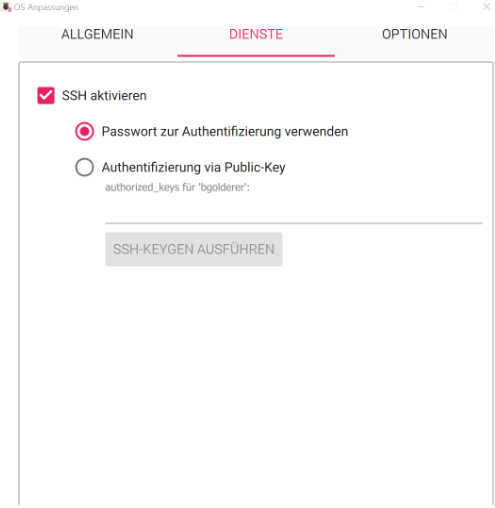 OS Anpassungen
ALLGEMEIN DIENSTE OPTIONEN
SSH aktivieren
Passwort zur Authentifizierung verwenden
Authentifizierung via Public-Key
authorized_keys für 'bgolderer':
SSH-KEYGEN AUSFÜHREN